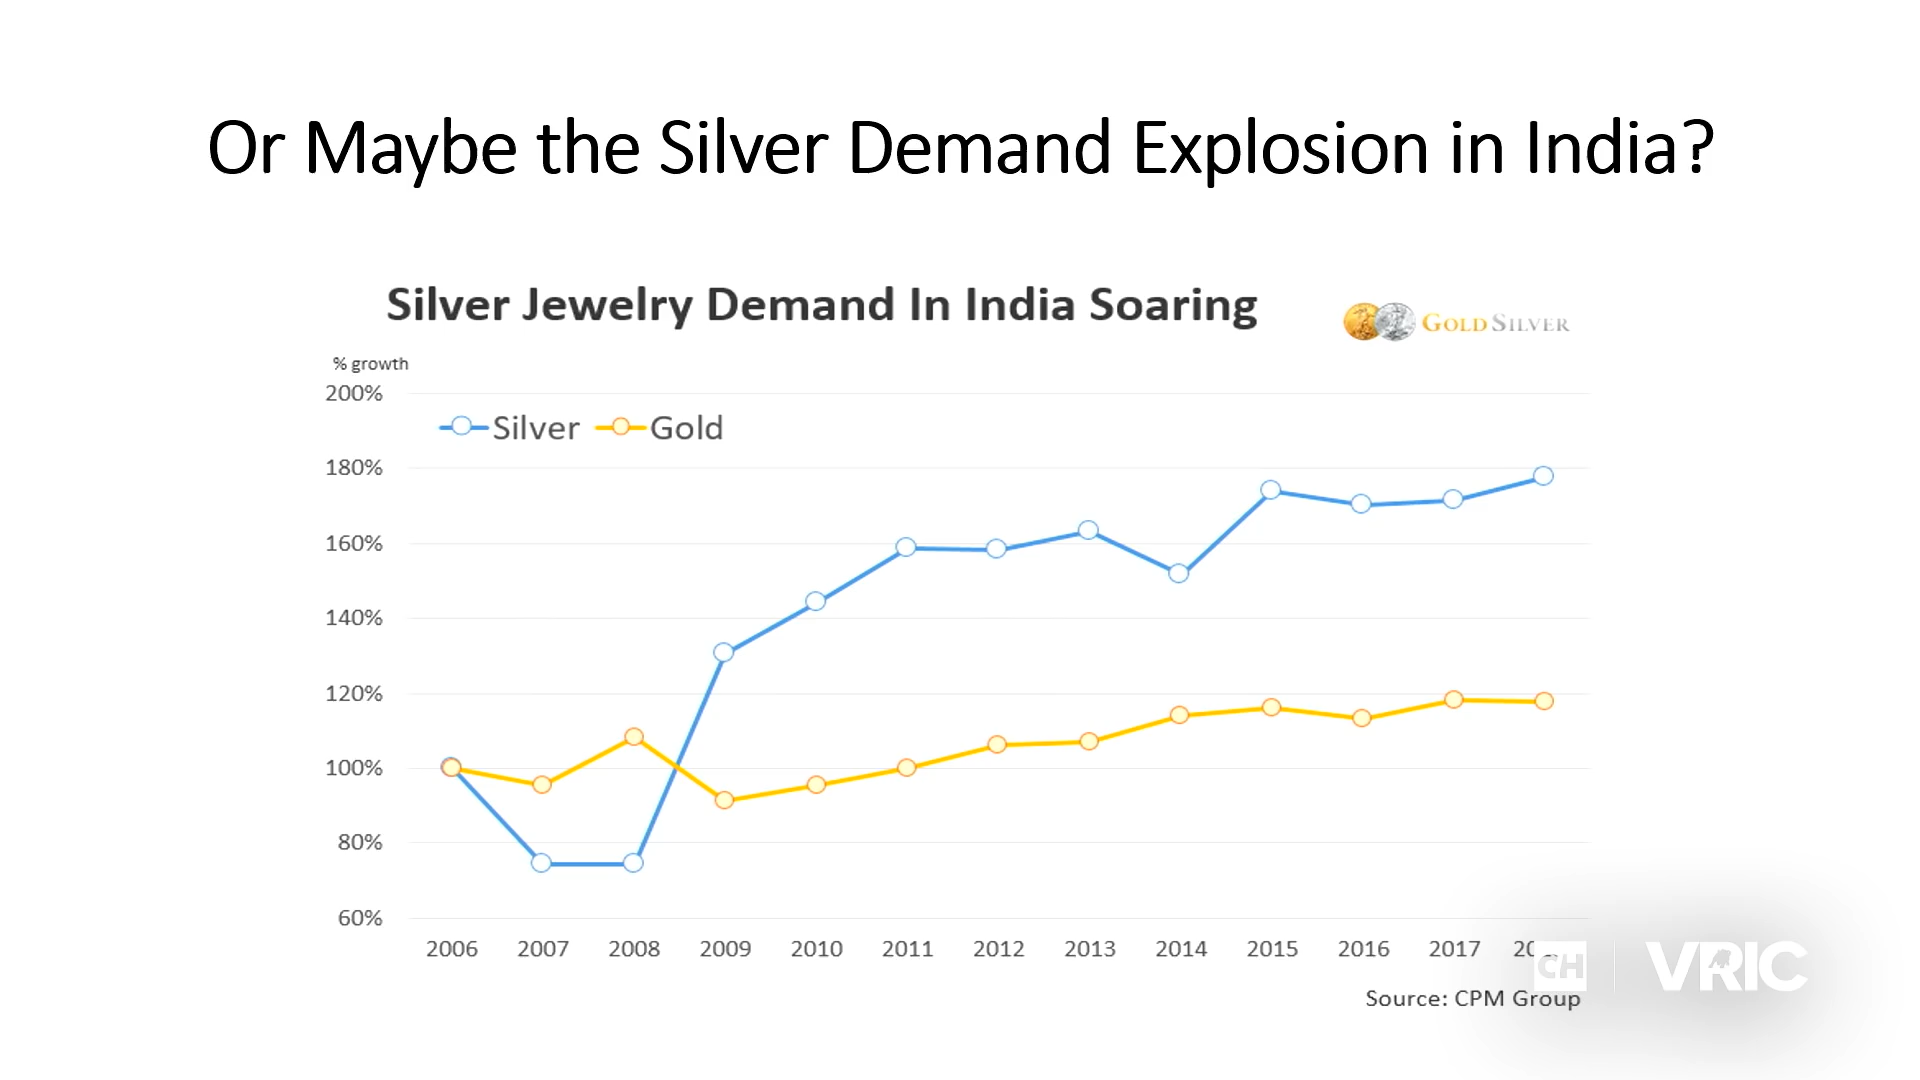 Or Maybe the Silver Demand Explosion in India?
Silver Jewelry Demand In India Soaring
GOLDSILVER
% growth
200%
Silver Gold
180%
160%
140%
120%
100%
80%
60%
2006 2007 2008 2009 2010 2011 2012 2013 2014 2015 2016 2017
CH VRIC
Source: CPM Group